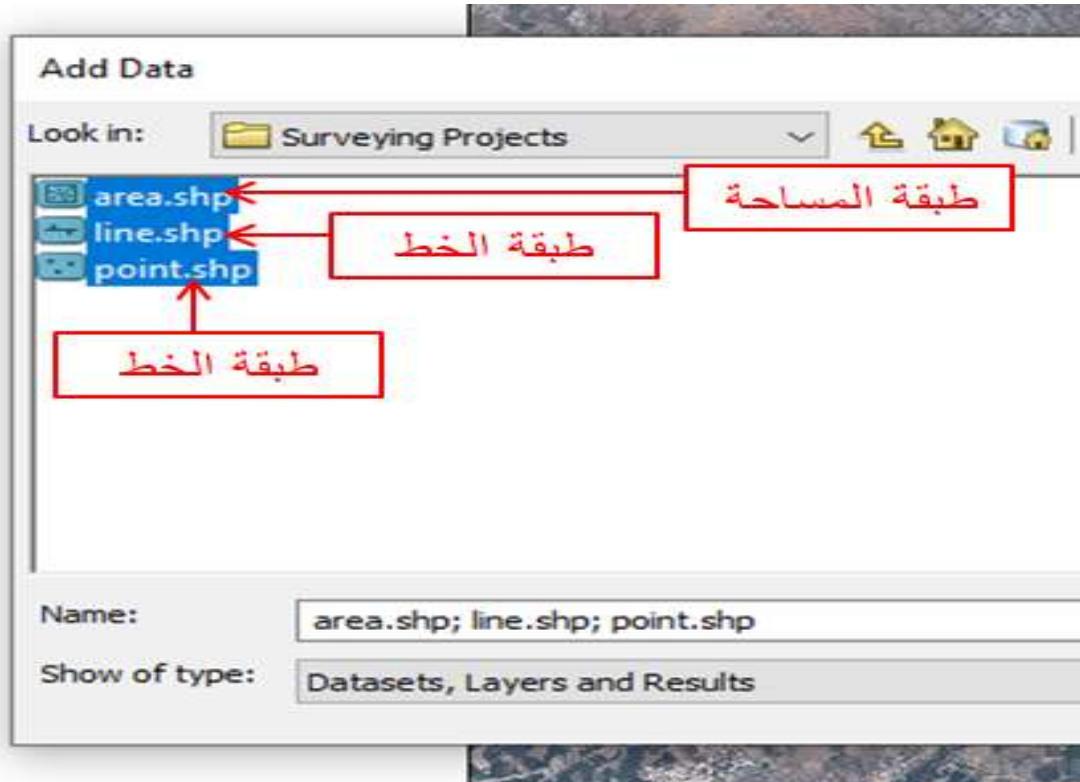 Add Data
Look in: Surveying Projects
area.shp
طبقة المساحة
line.shp
طبقة الخط
point.shp
طبقة الخط
Name: area.shp; line.shp; point.shp
Show of type: Datasets, Layers and Results